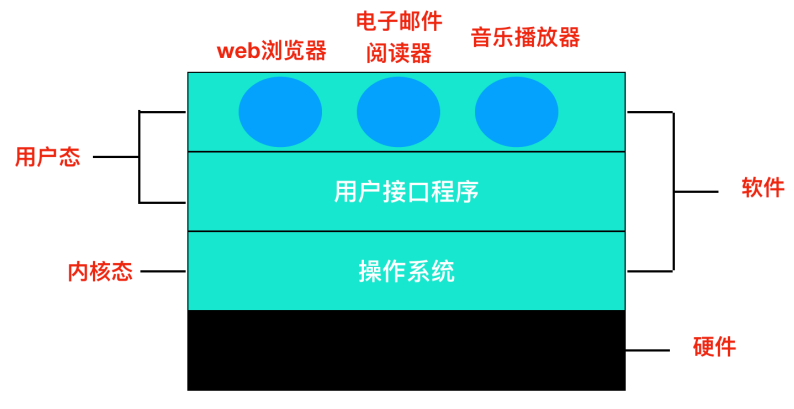 web浏览器
电子邮件
阅读器
音乐播放器
用户态
用户接口程序
软件
内核态
操作系统
硬件